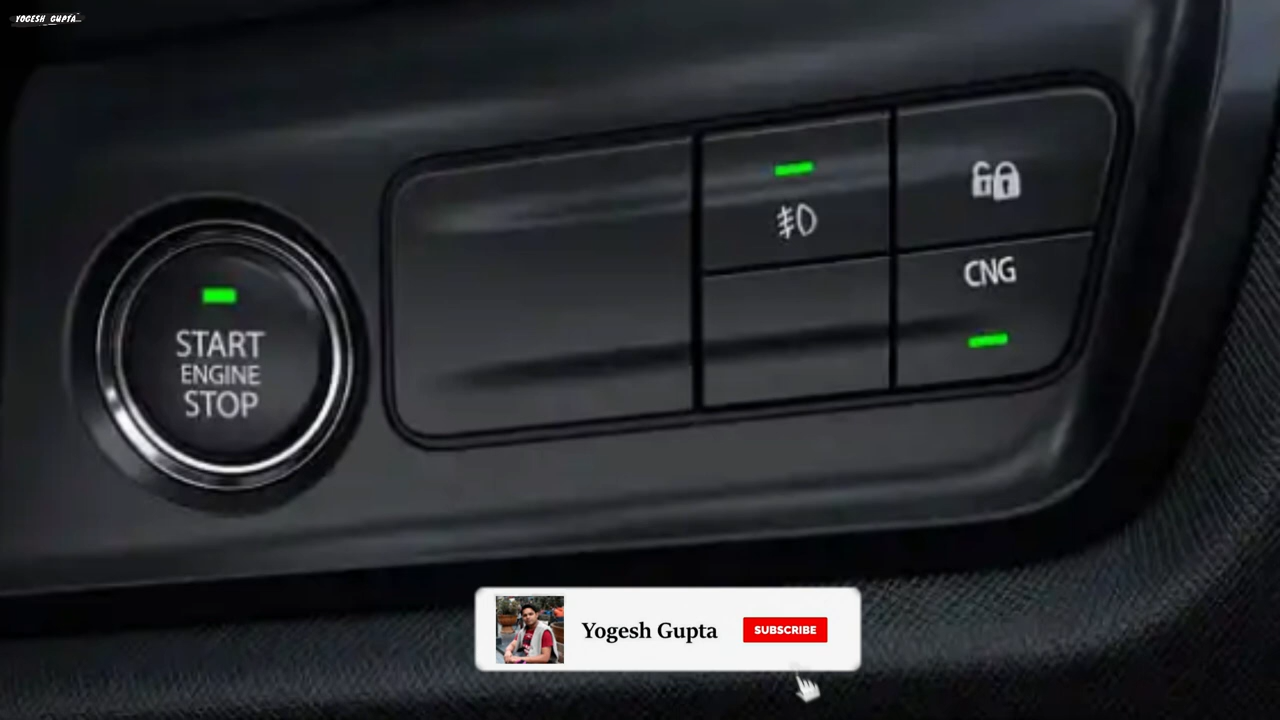 YOGESH_GUPTA
START
ENGINE
STOP
CNG
Yogesh Gupta
SUBSCRIBE